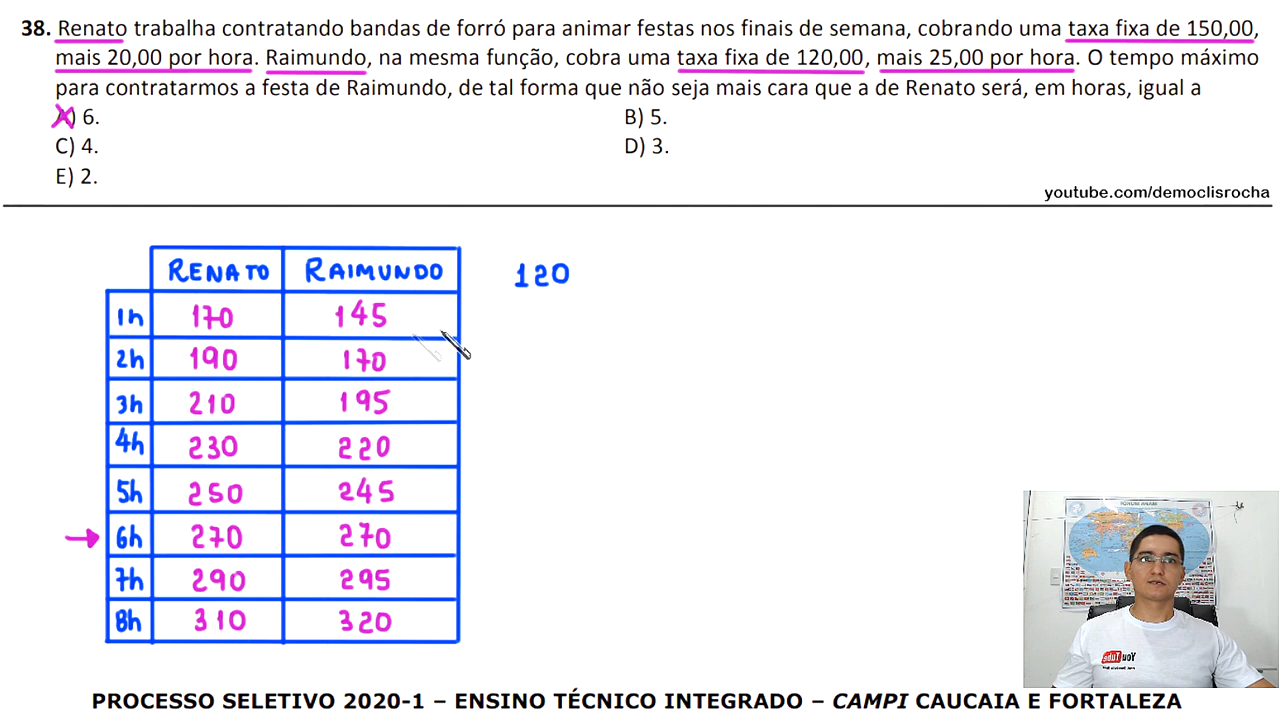 38. Renato trabalha contratando bandas de forró para animar festas nos finais de semana, cobrando uma taxa fixa de 150,00,
mais 20,00 por hora. Raimundo, na mesma função, cobra uma taxa fixa de 120,00, mais 25,00 por hora. O tempo máximo
para contratarmos a festa de Raimundo, de tal forma que não seja mais cara que a de Renato será, em horas, igual a
A) 6.
B) 5.
C) 4.
D) 3.
E) 2.
youtube.com/democlisrocha
RENATO RAIMUNDO 120
1h 170 145
2h 190 170
3h 210 195
4h 230 220
5h 250 245
→ 6h 270 270
7h 290 295
8h 310 320
PROCESSO SELETIVO 2020-1 – ENSINO TÉCNICO INTEGRADO – CAMPI CAUCAIA E FORTALEZA